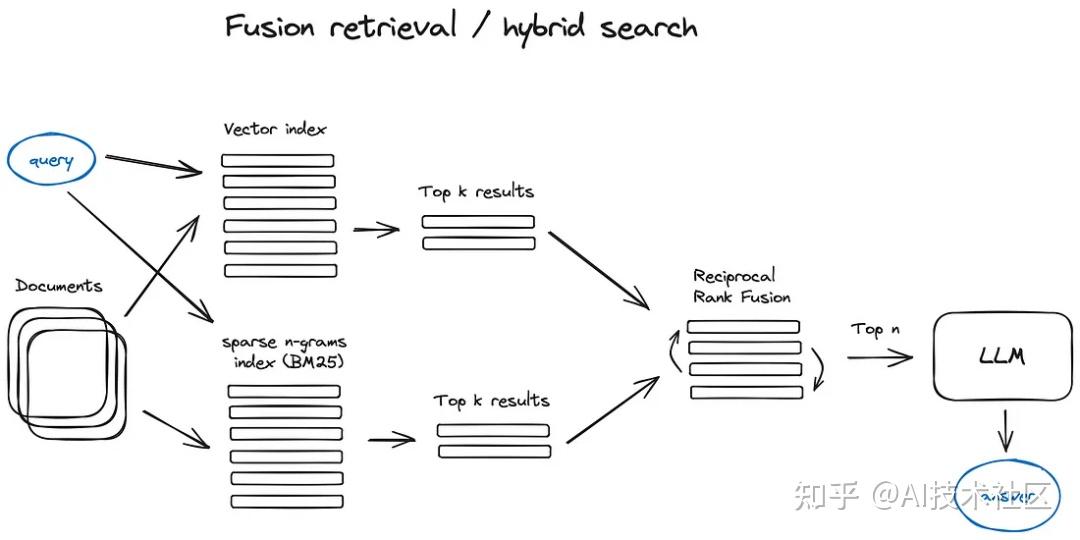 Fusion retrieval / hybrid search
Vector index
query
Top k results
Documents
Reciprocal
Rank Fusion
sparse n-grams
index (BM25)
Top n
LLM
Top k results
answer
知乎 @AI技术社区